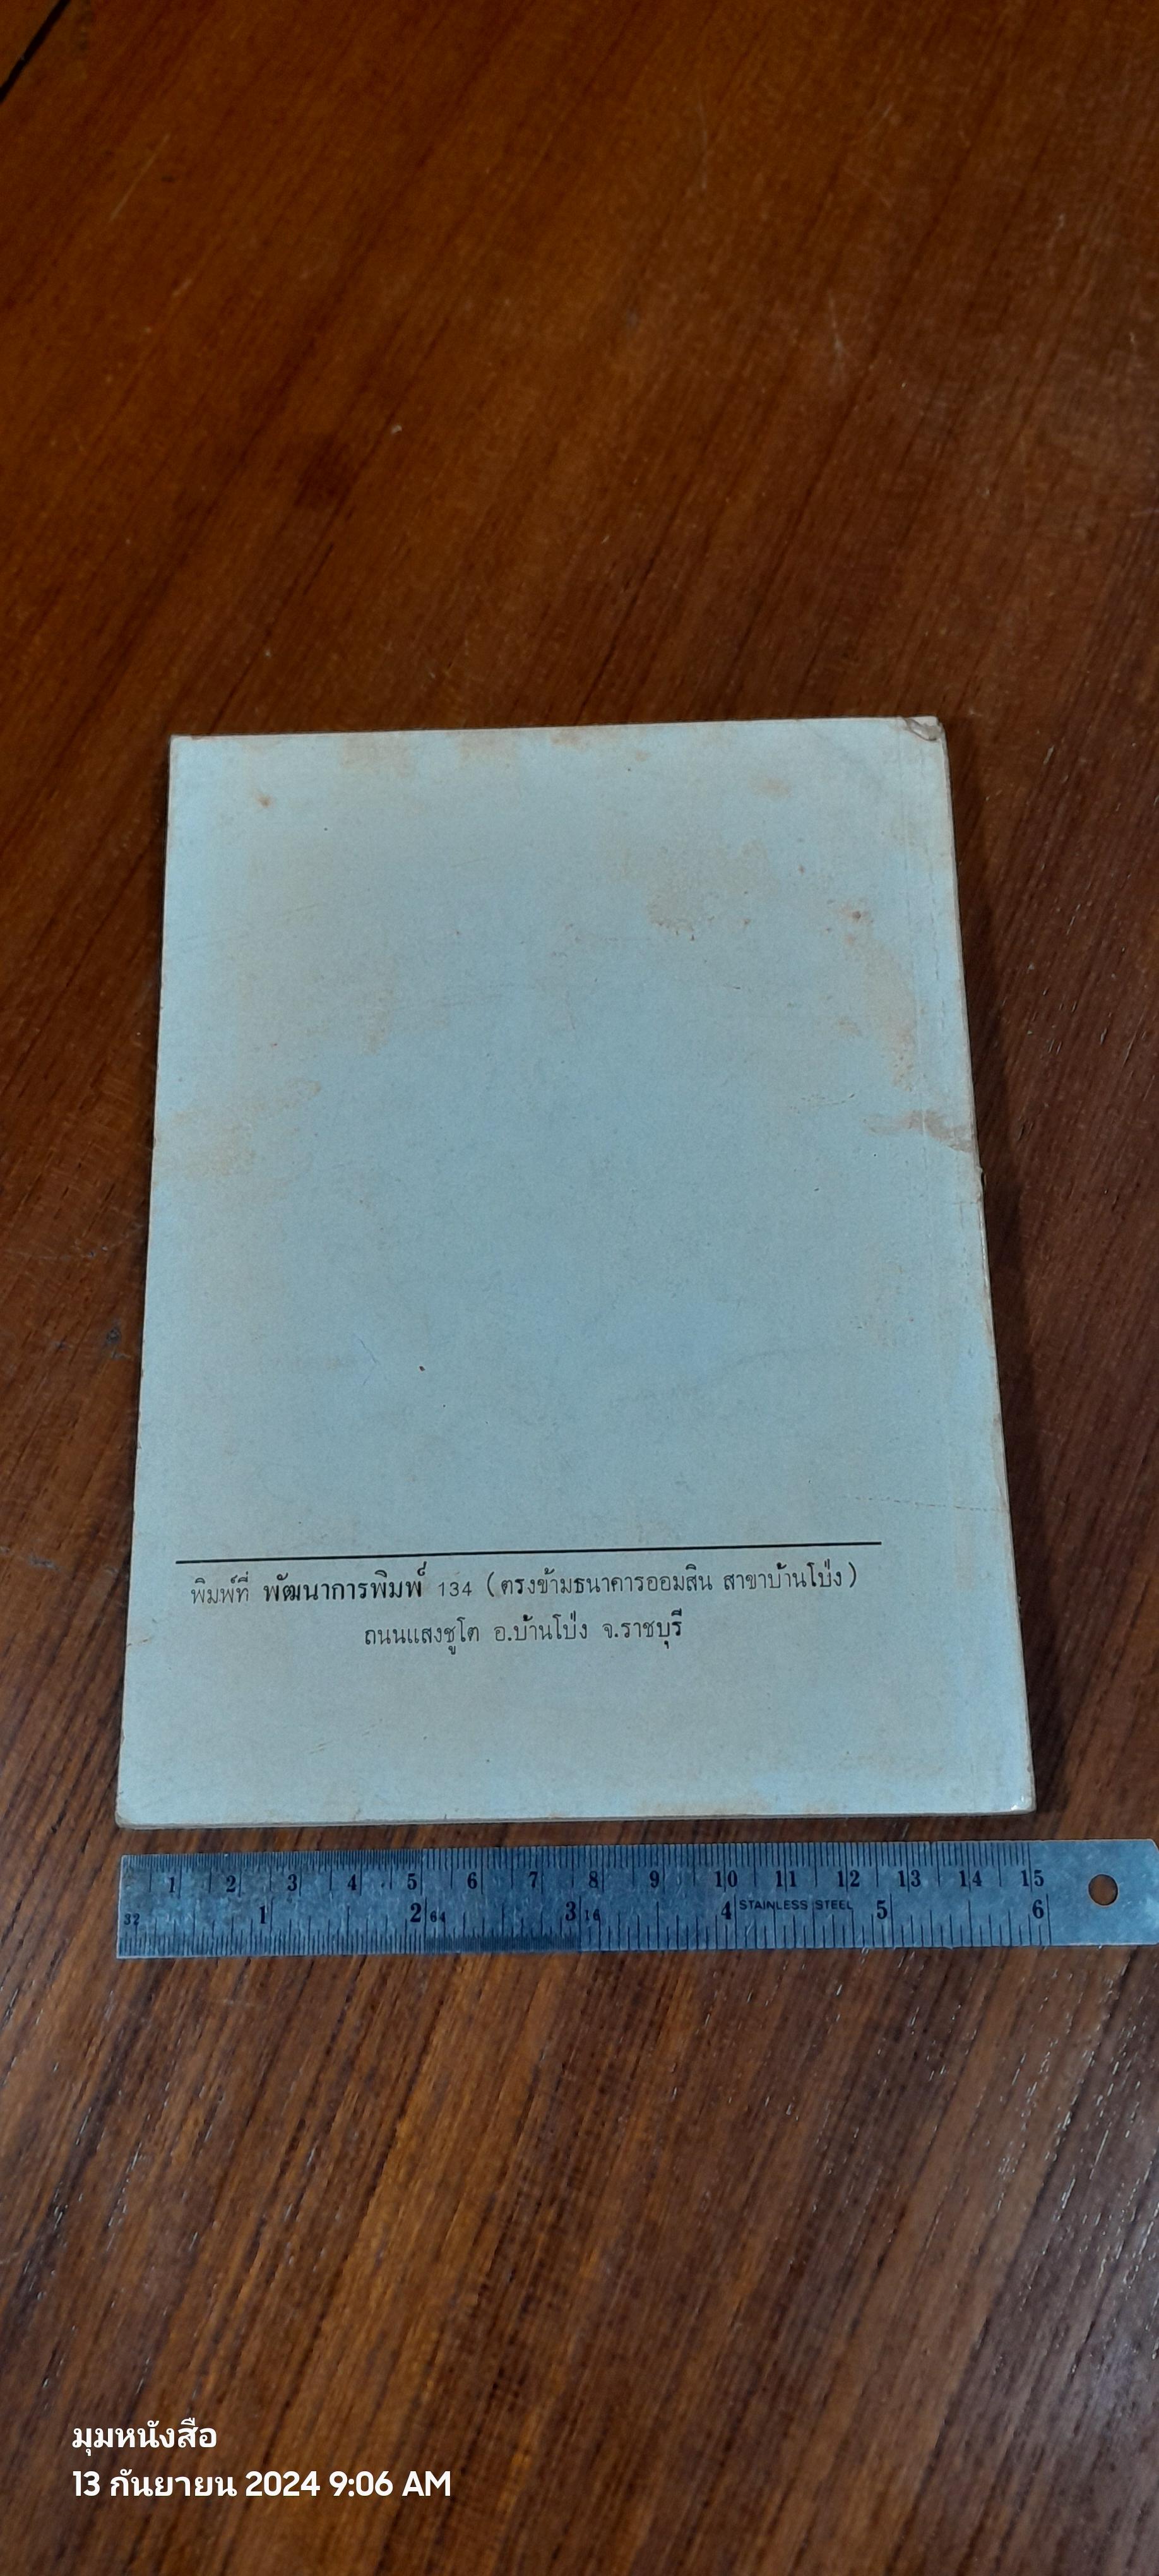 พิมพ์ที่ พัฒนาการพิมพ์ 134 (ตรงข้ามธนาคารออมสิน สาขาบ้านโป่ง)
ถนนแสงชูโต อ.บ้านโป่ง จ.ราชบุรี
1 2 3 4 5 6 7 8 9 10 11 12 13 14 15
32 1 2 64 3 16 4 STAINLESS STEEL 5 6
มุมหนังสือ
13 กันยายน 2024 9:06 AM